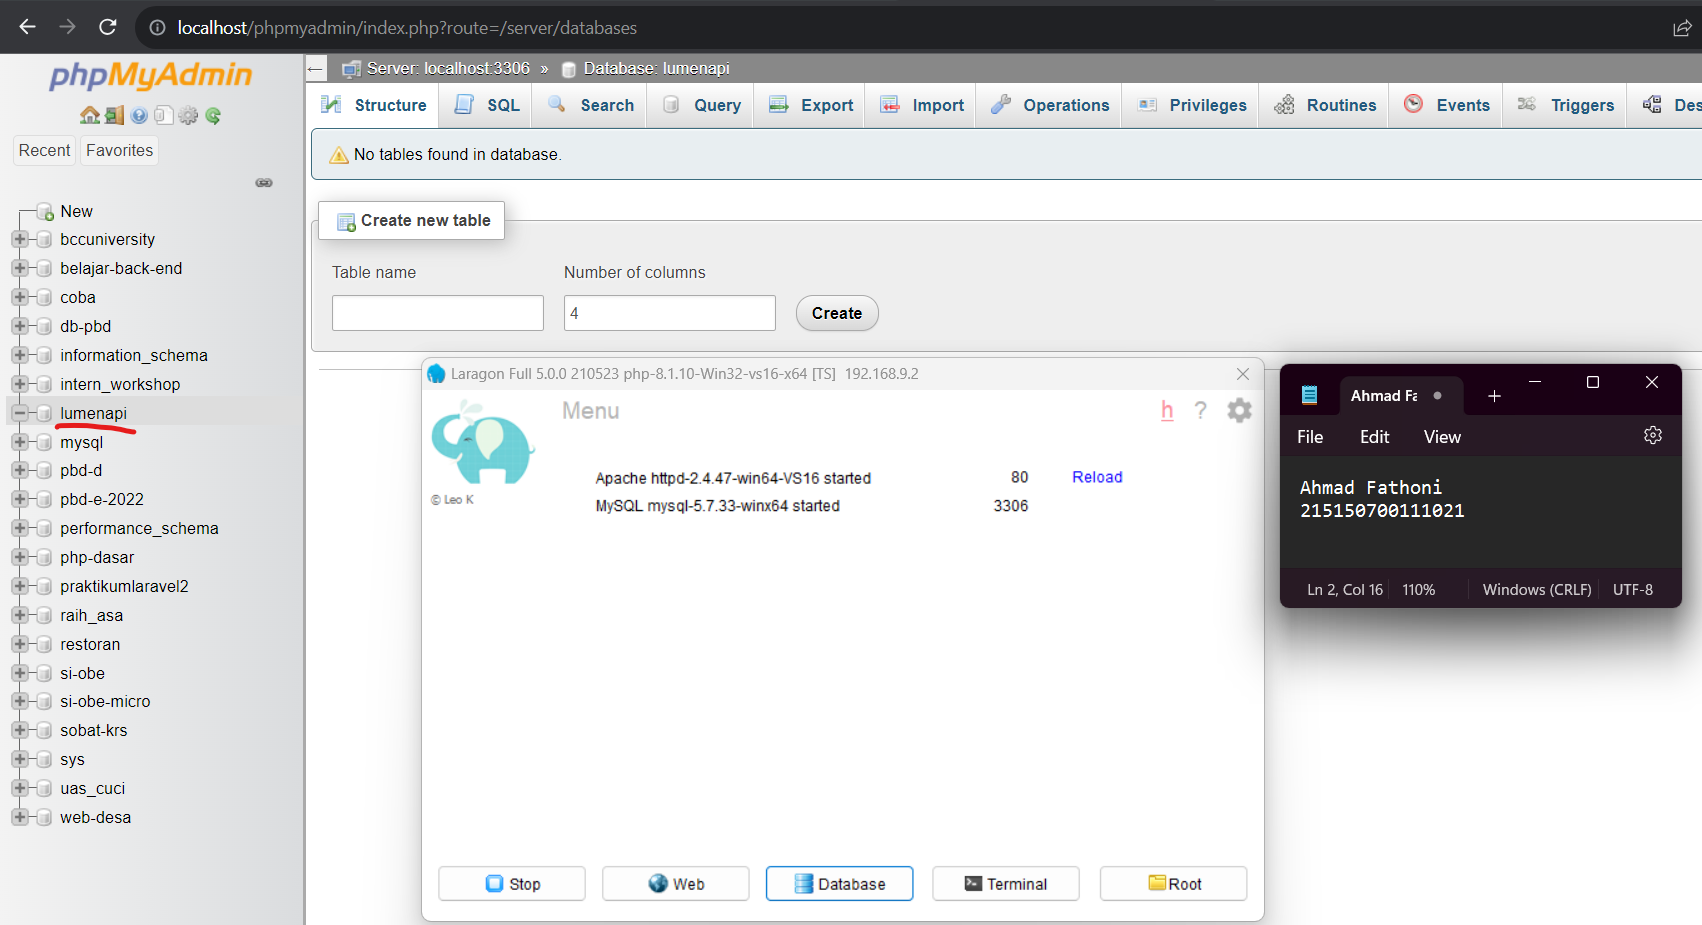 localhost/phpmyadmin/index.php?route=/server/databases
phpMyAdmin
Recent
Favorites
New
bccuniversity
belajar-back-end
coba
db-pbd
information_schema
intern_workshop
lumenapi
mysql
pbd-d
pbd-e-2022
performance_schema
php-dasar
praktikumlaravel2
raih_asa
restoran
si-obe
si-obe-micro
sobat-krs
sys
uas_cuci
web-desa
Server: localhost:3306 » Database: lumenapi
Structure SQL Search Query Export Import Operations Privileges Routines Events Triggers Des
No tables found in database.
Create new table
Table name
Number of columns
4
Create
Laragon Full 5.0.0 210523 php-8.1.10-Win32-vs16-x64 [TS] 192.168.9.2
Menu
h ?
© Leo K
Apache httpd-2.4.47-win64-VS16 started 80 Reload
MySQL mysql-5.7.33-winx64 started 3306
Stop Web Database Terminal Root
Ahmad Fa
File Edit View
Ahmad Fathoni
215150700111021
Ln 2, Col 16 110% Windows (CRLF) UTF-8